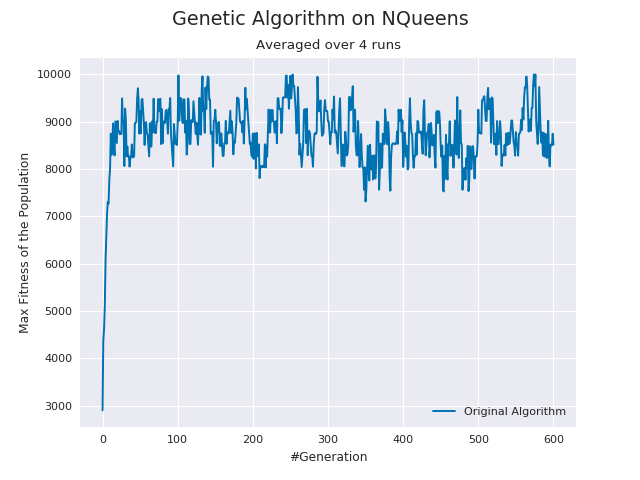 Genetic Algorithm on NQueens
Averaged over 4 runs
Max Fitness of the Population
10000
9000
8000
7000
6000
5000
4000
3000
Original Algorithm
0 100 200 300 400 500 600
#Generation